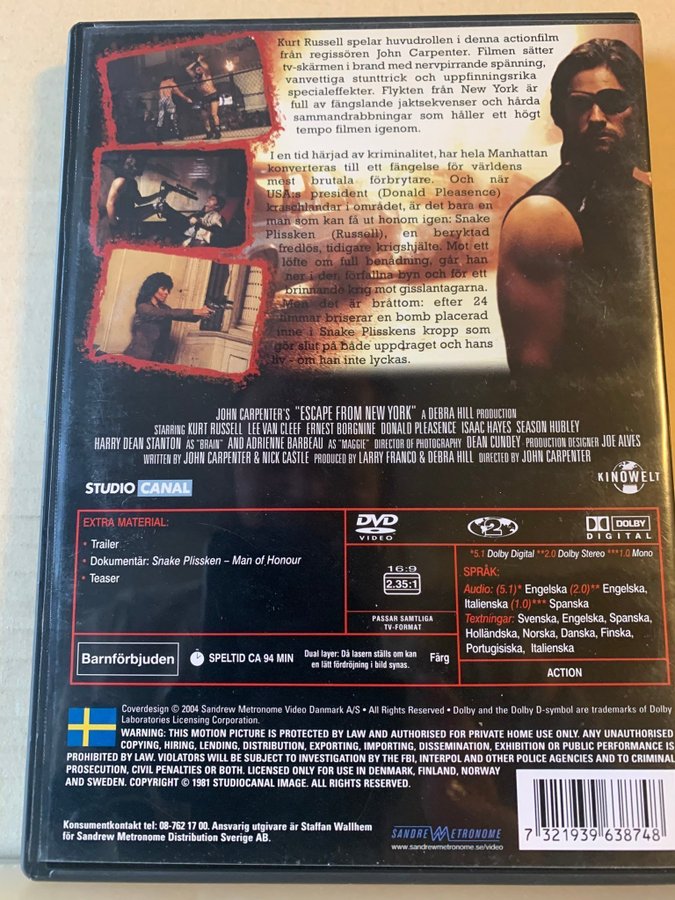 Kurt Russell spelar huvudrollen i denna actionfilm
från regissören John Carpenter. Filmen sätter
tv-skärmen i brand med nervpirrande spänning,
vanvettiga stunttrick och uppfinningsrika
specialeffekter. Flykten från New York är
full av fängslande jaktsekvenser och hårda
sammandrabbningar som håller ett högt
tempo filmen igenom.
I en tid härjad av kriminalitet, har hela Manhattan
konverteras till ett fängelse för världens
mest brutala förbrytare. Och när
USA:s president (Donald Pleasence)
kraschlandar i området, är det bara en
man som kan få ut honom igen: Snake
Plissken (Russell), en beryktad
fredlös, tidigare krigshjälte. Mot ett
löfte om full benådning, går han
ner i den förfallna byn och för ett
brinnande krig mot gisslantagarna.
Men det är bråttom: efter 24
timmar briserar en bomb placerad
inne i Snake Plisskens kropp som
gör slut på både uppdraget och hans
liv - om han inte lyckas.
JOHN CARPENTER'S "ESCAPE FROM NEW YORK" A DEBRA HILL PRODUCTION
STARRING KURT RUSSELL LEE VAN CLEEF ERNEST BORGNINE DONALD PLEASENCE ISAAC HAYES SEASON HUBLEY
HARRY DEAN STANTON AS "BRAIN" AND ADRIENNE BARBEAU AS "MAGGIE" DIRECTOR OF PHOTOGRAPHY DEAN CUNDEY PRODUCTION DESIGNER JOE ALVES
WRITTEN BY JOHN CARPENTER & NICK CASTLE PRODUCED BY LARRY FRANCO & DEBRA HILL DIRECTED BY JOHN CARPENTER
STUDIO CANAL
KINOWELT
EXTRA MATERIAL:
• Trailer
• Dokumentär: Snake Plissken – Man of Honour
• Teaser
DVD
VIDEO
2
DOLBY
DIGITAL
*5.1 Dolby Digital **2.0 Dolby Stereo ***1.0 Mono
16:9
2.35:1
PASSAR SAMTLIGA
TV-FORMAT
SPRÅK:
Audio: (5.1)* Engelska (2.0)** Engelska,
Italienska (1.0)*** Spanska
Textningar: Svenska, Engelska, Spanska,
Holländska, Norska, Danska, Finska,
Portugisiska, Italienska
Barnförbjuden
SPELTID CA 94 MIN
Dual layer: Då lasern ställs om kan
en lätt fördröjning i bild synas.
Färg
ACTION
Coverdesign © 2004 Sandrew Metronome Video Danmark A/S • All Rights Reserved • Dolby and the Dolby D-symbol are trademarks of Dolby
Laboratories Licensing Corporation.
WARNING: THIS MOTION PICTURE IS PROTECTED BY LAW AND AUTHORISED FOR PRIVATE HOME USE ONLY. ANY UNAUTHORISED
COPYING, HIRING, LENDING, DISTRIBUTION, EXPORTING, IMPORTING, DISSEMINATION, EXHIBITION OR PUBLIC PERFORMANCE IS
PROHIBITED BY LAW. VIOLATORS WILL BE SUBJECT TO INVESTIGATION BY THE FBI, INTERPOL AND OTHER POLICE AGENCIES AND TO CRIMINAL
PROSECUTION, CIVIL PENALTIES OR BOTH. LICENSED ONLY FOR USE IN DENMARK, FINLAND, NORWAY
AND SWEDEN. COPYRIGHT © 1981 STUDIOCANAL IMAGE. ALL RIGHTS RESERVED.
Konsumentkontakt tel: 08-762 17 00. Ansvarig utgivare är Staffan Wallhem
för Sandrew Metronome Distribution Sverige AB.
SANDREW METRONOME
www.sandrewmetronome.se/video
7 321939 638748